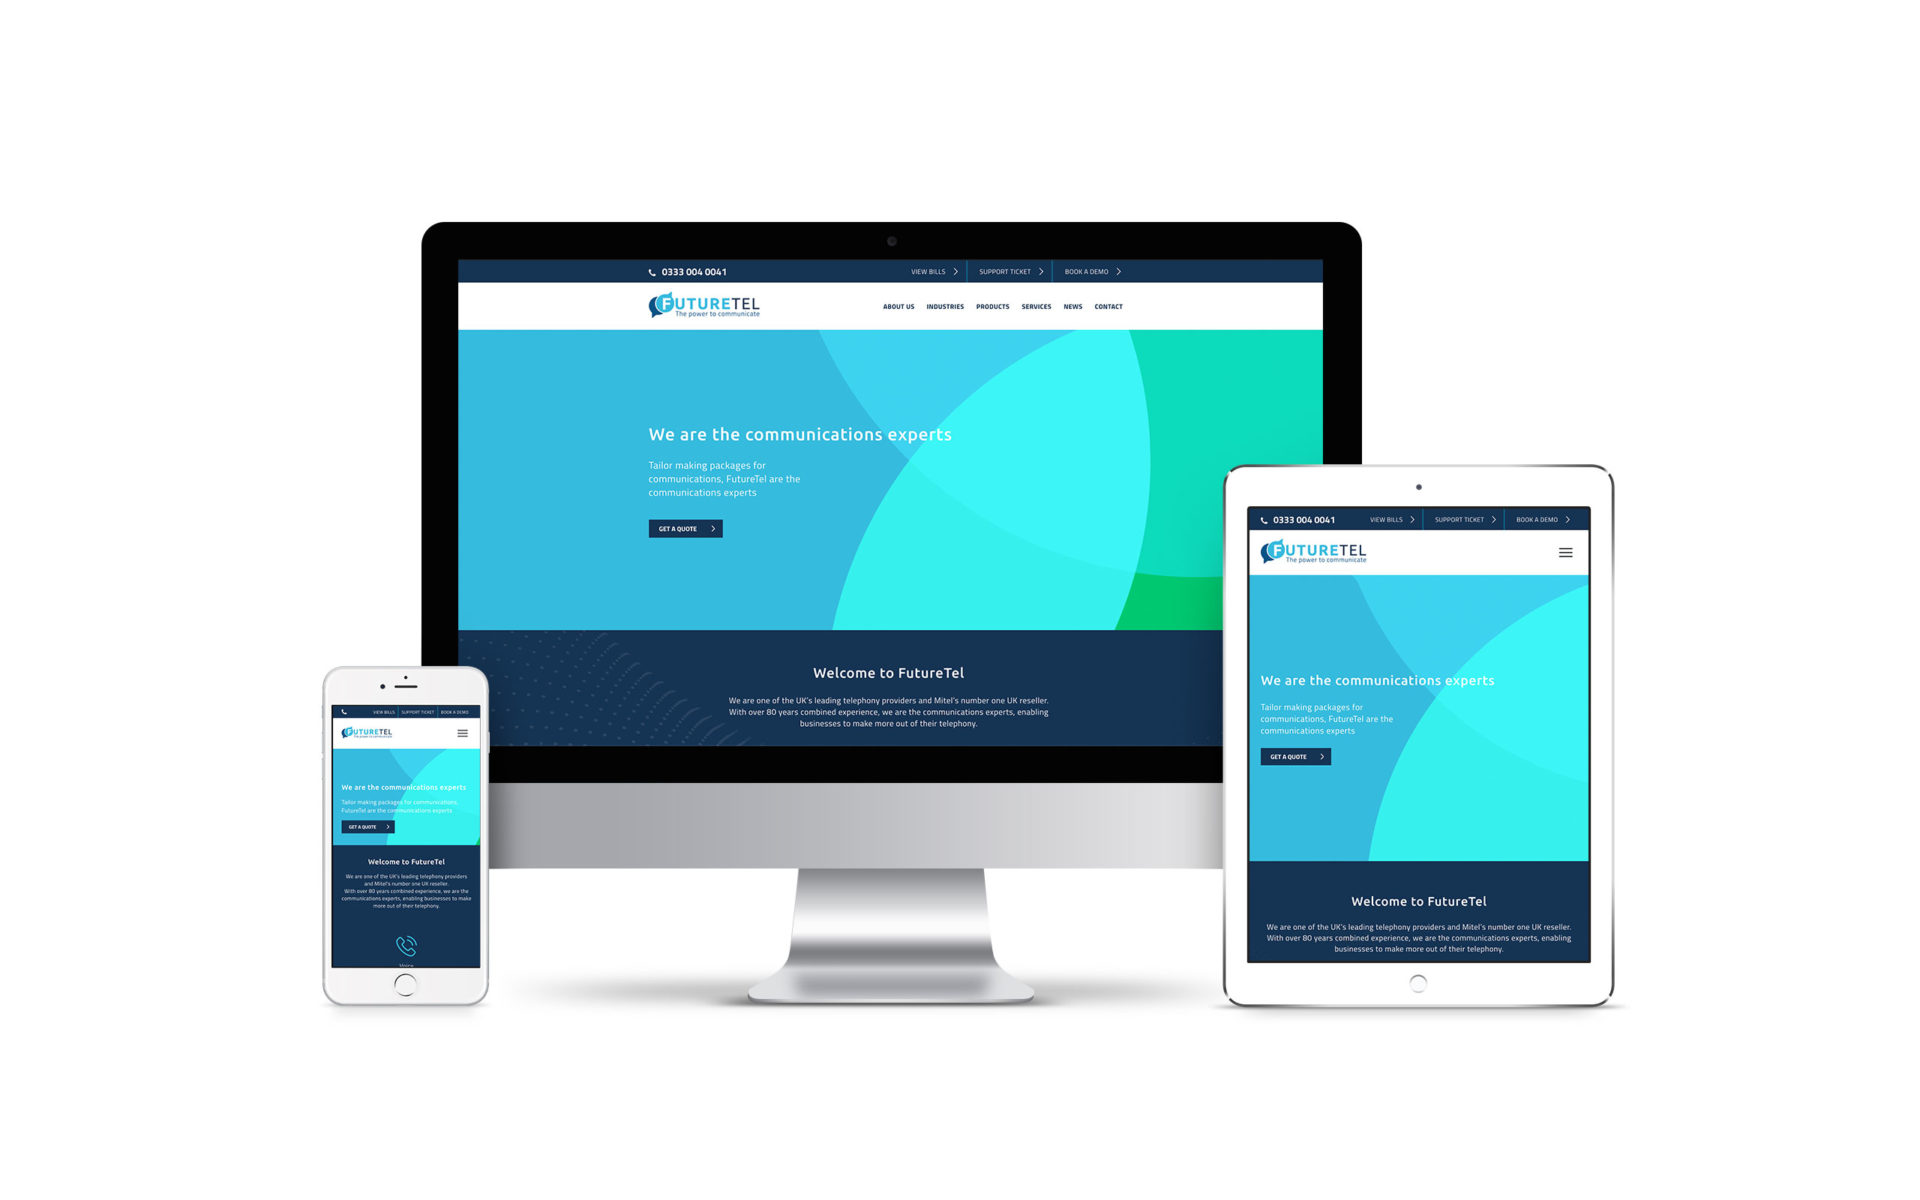 0333 004 0041 VIEW BILLS SUPPORT TICKET BOOK A DEMO
FUTURETEL
The power to communicate
ABOUT US INDUSTRIES PRODUCTS SERVICES NEWS CONTACT
We are the communications experts
Tailor making packages for
communications, FutureTel are the
communications experts
GET A QUOTE
Welcome to FutureTel
We are one of the UK's leading telephony providers and Mitel's number one UK reseller.
With over 80 years combined experience, we are the communications experts, enabling
businesses to make more out of their telephony.
0333 004 0041 VIEW BILLS SUPPORT TICKET BOOK A DEMO
FUTURETEL
The power to communicate
We are the communications experts
Tailor making packages for
communications, FutureTel are the
communications experts
GET A QUOTE
Welcome to FutureTel
We are one of the UK's leading telephony providers and Mitel's number one UK reseller.
With over 80 years combined experience, we are the communications experts, enabling
businesses to make more out of their telephony.
VIEW BILLS SUPPORT TICKET BOOK A DEMO
FUTURETEL
The power to communicate
We are the communications experts
Tailor making packages for communications,
FutureTel are the communications experts
GET A QUOTE
Welcome to FutureTel
We are one of the UK's leading telephony providers
and Mitel's number one UK reseller.
With over 80 years combined experience, we are the
communications experts, enabling businesses to make
more out of their telephony.